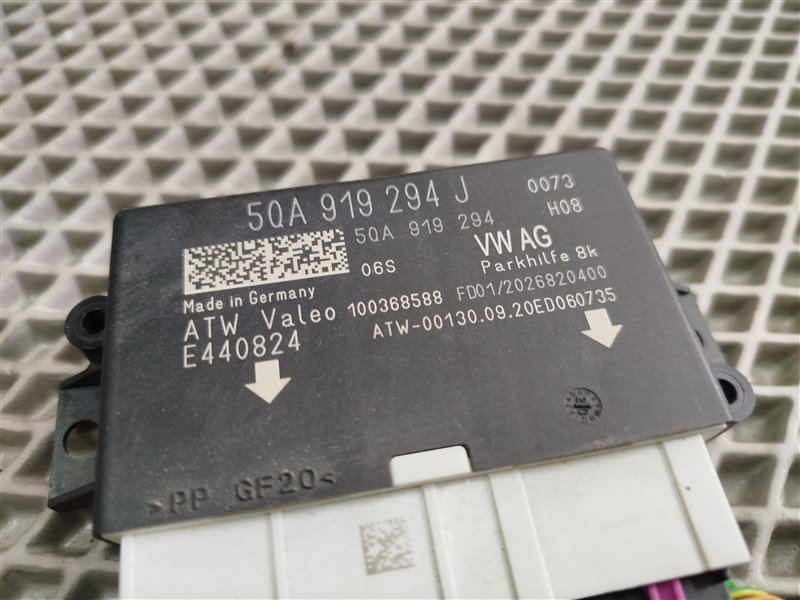 5QA 919 294 J
0073
5QA 919 294
H08
06S
VW AG
Parkhilfe 8k
Made in Germany
ATW Valeo 100368588 FD01/2026820400
E440824
ATW-00130.09.20ED060735
>PP GF20<